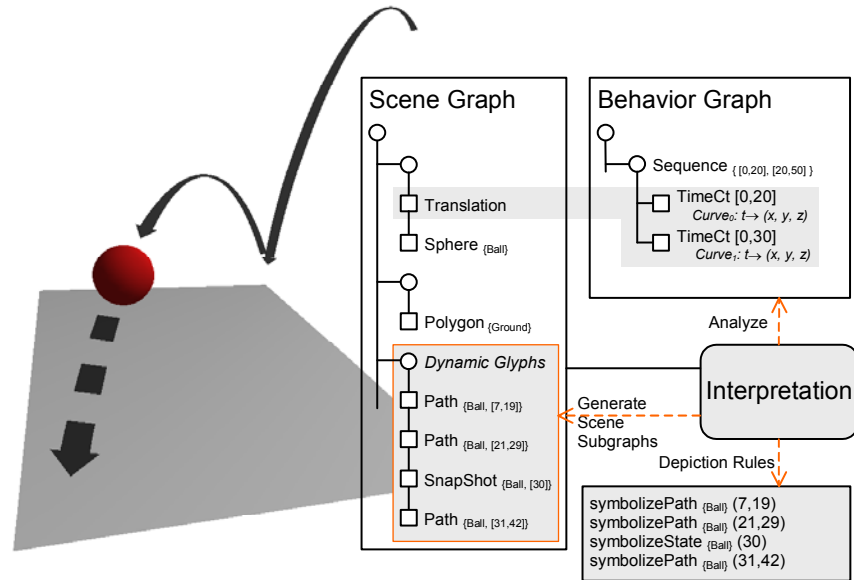 Scene Graph
Translation
Sphere {Ball}
Polygon {Ground}
Dynamic Glyphs
Path {Ball, [7,19]}
Path {Ball, [21,29]}
SnapShot {Ball, [30]}
Path {Ball, [31,42]}
Behavior Graph
Sequence { [0,20], [20,50] }
TimeCt [0,20]
Curve₀: t→ (x, y, z)
TimeCt [0,30]
Curve₁: t→ (x, y, z)
Analyze
Interpretation
Generate
Scene
Subgraphs
Depiction Rules
symbolizePath {Ball} (7,19)
symbolizePath {Ball} (21,29)
symbolizeState {Ball} (30)
symbolizePath {Ball} (31,42)